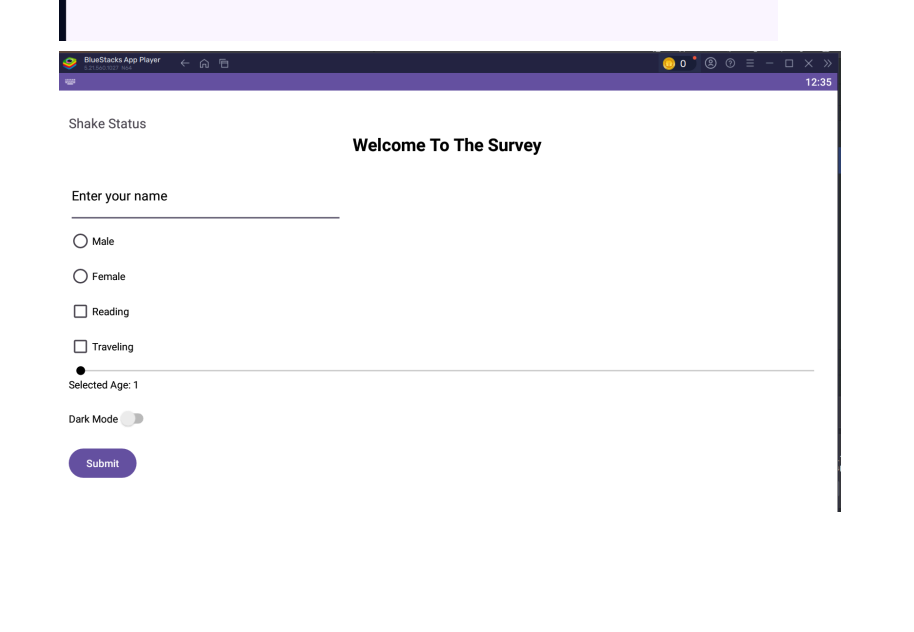 BlueStacks App Player
0
12:35
Shake Status
Welcome To The Survey
Enter your name
Male
Female
Reading
Traveling
Selected Age: 1
Dark Mode
Submit